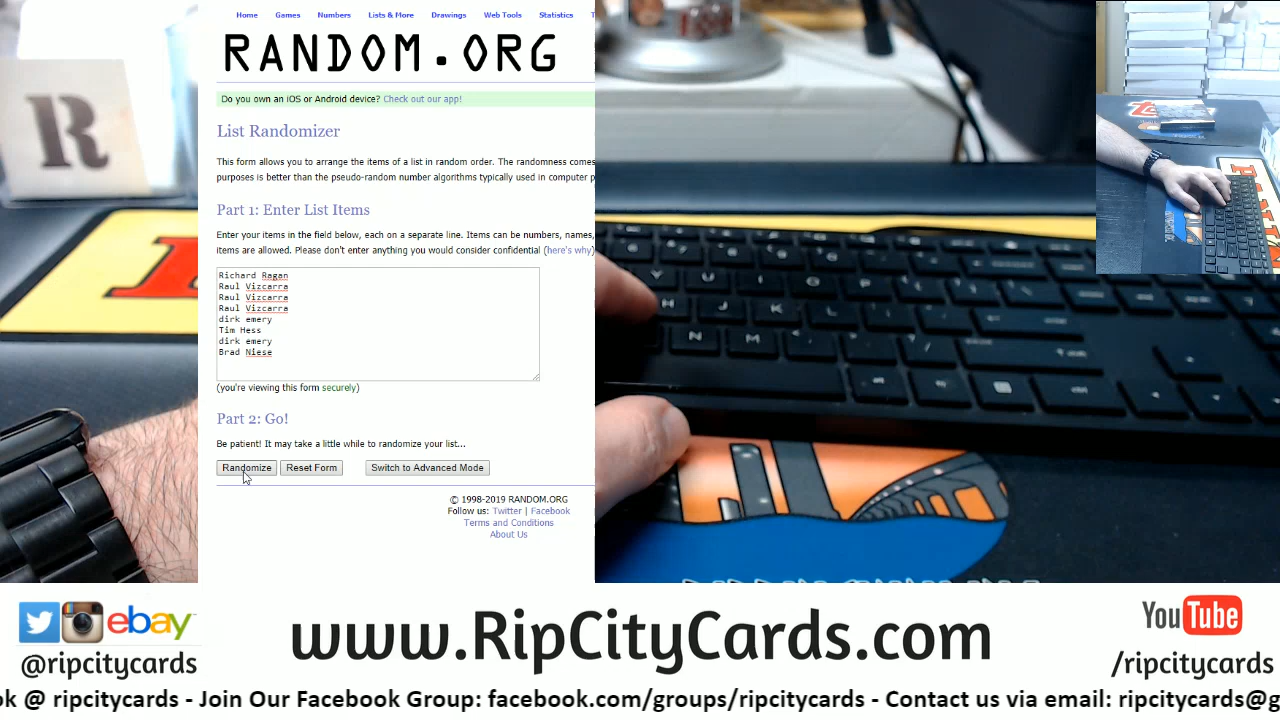 Home Games Numbers Lists & More Drawings Web Tools Statistics
RANDOM.ORG
Do you own an iOS or Android device? Check out our app!
List Randomizer
This form allows you to arrange the items of a list in random order. The randomness comes
purposes is better than the pseudo-random number algorithms typically used in computer p
Part 1: Enter List Items
Enter your items in the field below, each on a separate line. Items can be numbers, names,
items are allowed. Please don't enter anything you would consider confidential (here's why)
Richard Ragan
Raul Vizcarra
Raul Vizcarra
Raul Vizcarra
dirk emery
Tim Hess
dirk emery
Brad Niese
(you're viewing this form securely)
Part 2: Go!
Be patient! It may take a little while to randomize your list...
Randomize Reset Form Switch to Advanced Mode
© 1998-2019 RANDOM.ORG
Follow us: Twitter | Facebook
Terms and Conditions
About Us
R
Y U I O P
H J K L
N M
ebay™
@ripcitycards
www.RipCityCards.com
YouTube
/ripcitycards
ok @ ripcitycards - Join Our Facebook Group: facebook.com/groups/ripcitycards - Contact us via email: ripcitycards@g